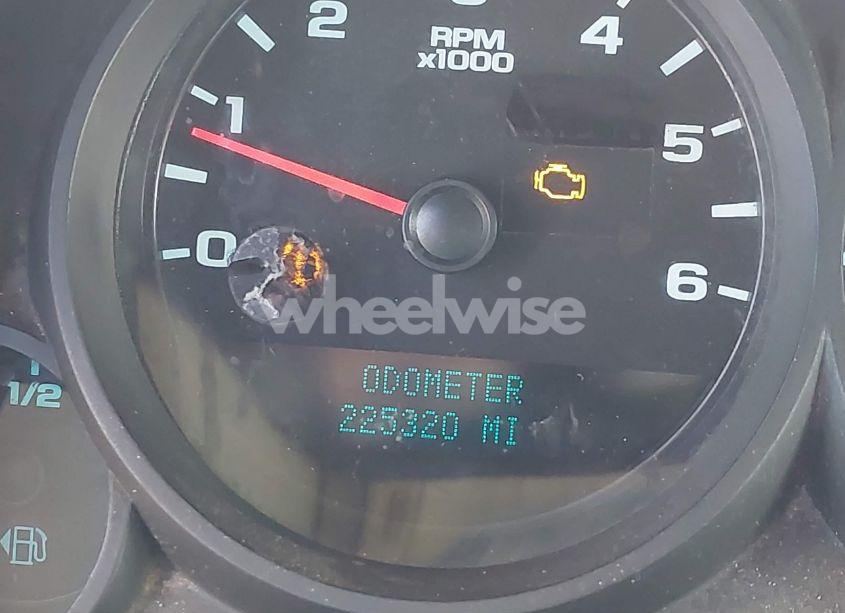 2
4
RPM
x1000
1
5
0
6
wheelwise
ODOMETER
225320 MI
1/2